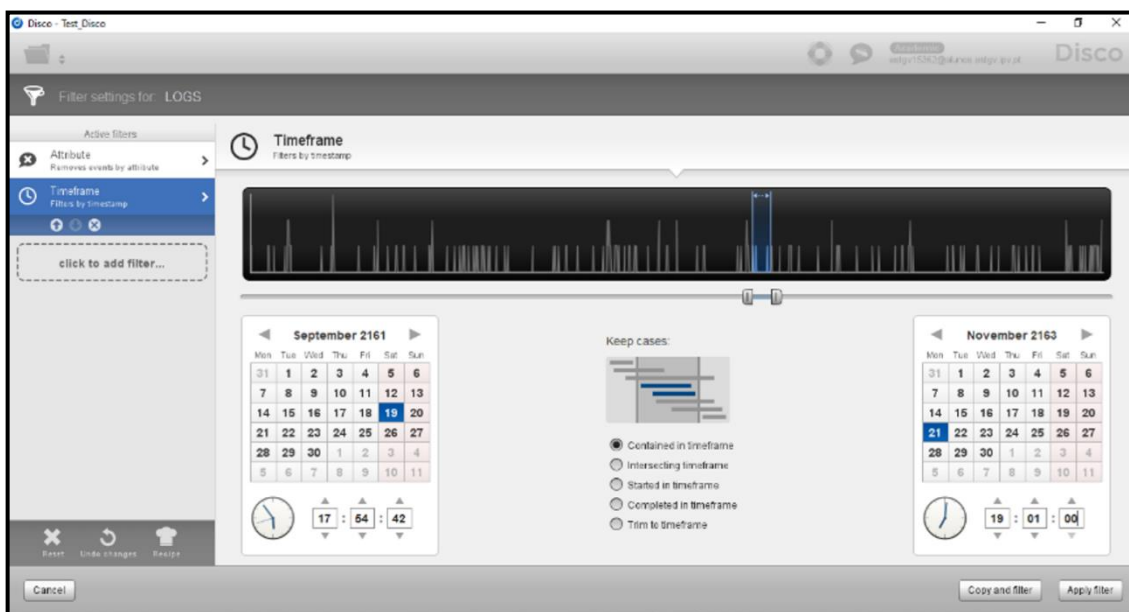 Disco - Test_Disco
Academic
Disco
Filter settings for: LOGS
Active filters
Attribute
Removes events by attribute
Timeframe
Filters by timestamp
click to add filter...
Reset Undo changes Recipe
Timeframe
Filters by timestamp
September 2161
Mon Tue Wed Thu Fri Sat Sun
31 1 2 3 4 5 6
7 8 9 10 11 12 13
14 15 16 17 18 19 20
21 22 23 24 25 26 27
28 29 30 1 2 3 4
5 6 7 8 9 10 11
17 : 54 : 42
Keep cases:
Contained in timeframe
Intersecting timeframe
Started in timeframe
Completed in timeframe
Trim to timeframe
November 2163
Mon Tue Wed Thu Fri Sat Sun
31 1 2 3 4 5 6
7 8 9 10 11 12 13
14 15 16 17 18 19 20
21 22 23 24 25 26 27
28 29 30 1 2 3 4
5 6 7 8 9 10 11
19 : 01 : 00
Cancel
Copy and filter Apply filter